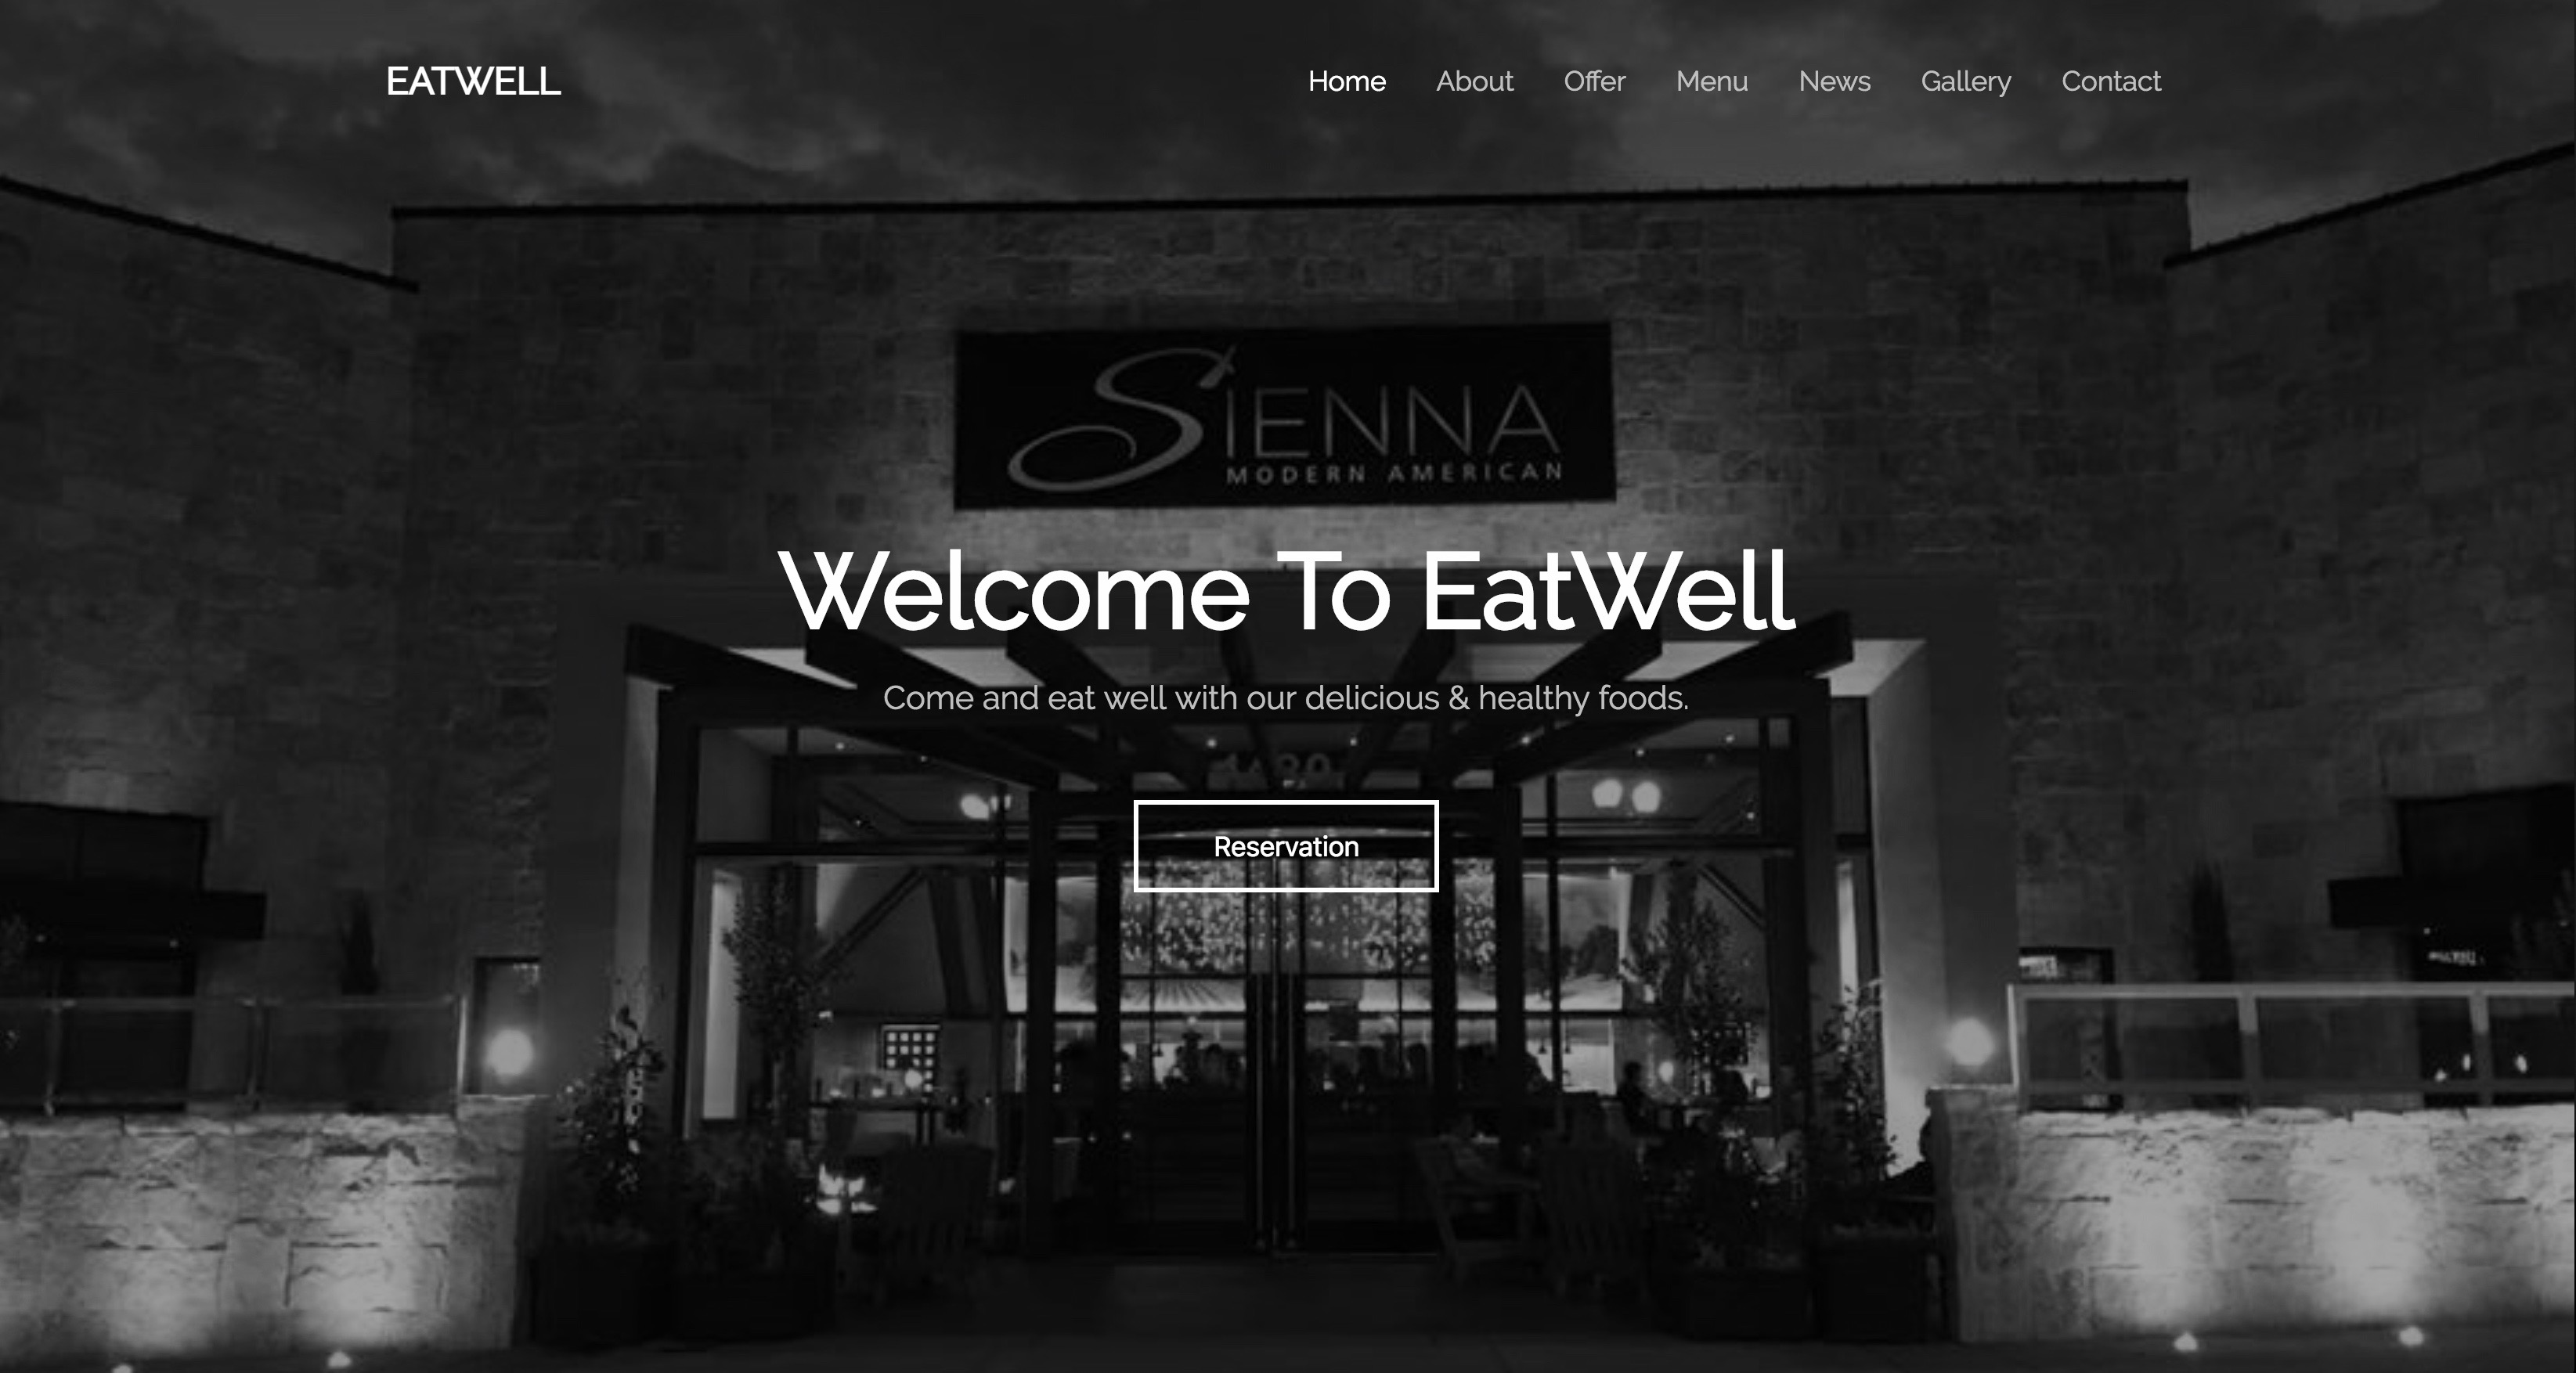 EATWELL
Home About Offer Menu News Gallery Contact
SIENNA
MODERN AMERICAN
Welcome To EatWell
Come and eat well with our delicious & healthy foods.
Reservation